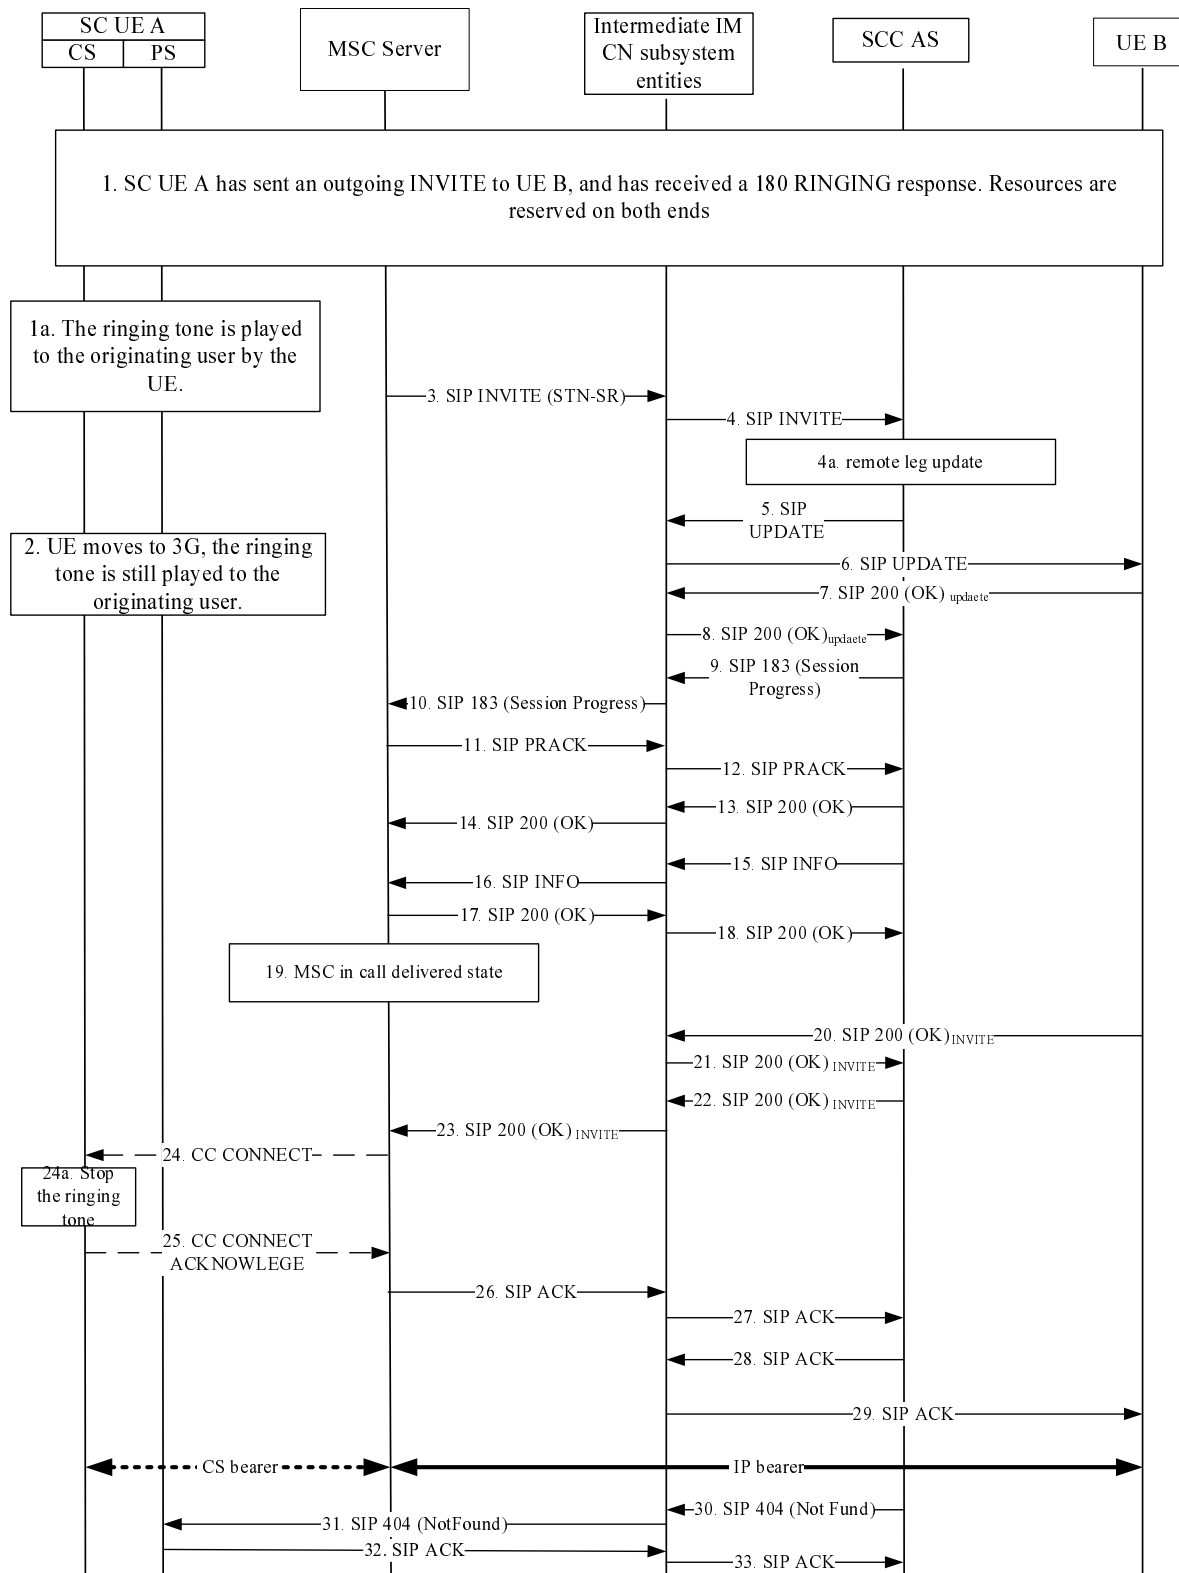 SC UE A
CS
PS
MSC Server
Intermediate IM
CN subsystem
entities
SCC AS
UE B
1. SC UE A has sent an outgoing INVITE to UE B, and has received a 180 RINGING response. Resources are
reserved on both ends
1a. The ringing tone is played
to the originating user by the
UE.
3. SIP INVITE (STN-SR)
4. SIP INVITE
4a. remote leg update
5. SIP
UPDATE
2. UE moves to 3G, the ringing
tone is still played to the
originating user.
6. SIP UPDATE
7. SIP 200 (OK) updaete
8. SIP 200 (OK)updaete
9. SIP 183 (Session
Progress)
10. SIP 183 (Session Progress)
11. SIP PRACK
12. SIP PRACK
13. SIP 200 (OK)
14. SIP 200 (OK)
15. SIP INFO
16. SIP INFO
17. SIP 200 (OK)
18. SIP 200 (OK)
19. MSC in call delivered state
20. SIP 200 (OK)INVITE
21. SIP 200 (OK) INVITE
22. SIP 200 (OK) INVITE
23. SIP 200 (OK) INVITE
24. CC CONNECT
24a. Stop
the ringing
tone
25. CC CONNECT
ACKNOWLEGE
26. SIP ACK
27. SIP ACK
28. SIP ACK
29. SIP ACK
CS bearer
IP bearer
30. SIP 404 (Not Fund)
31. SIP 404 (NotFound)
32. SIP ACK
33. SIP ACK